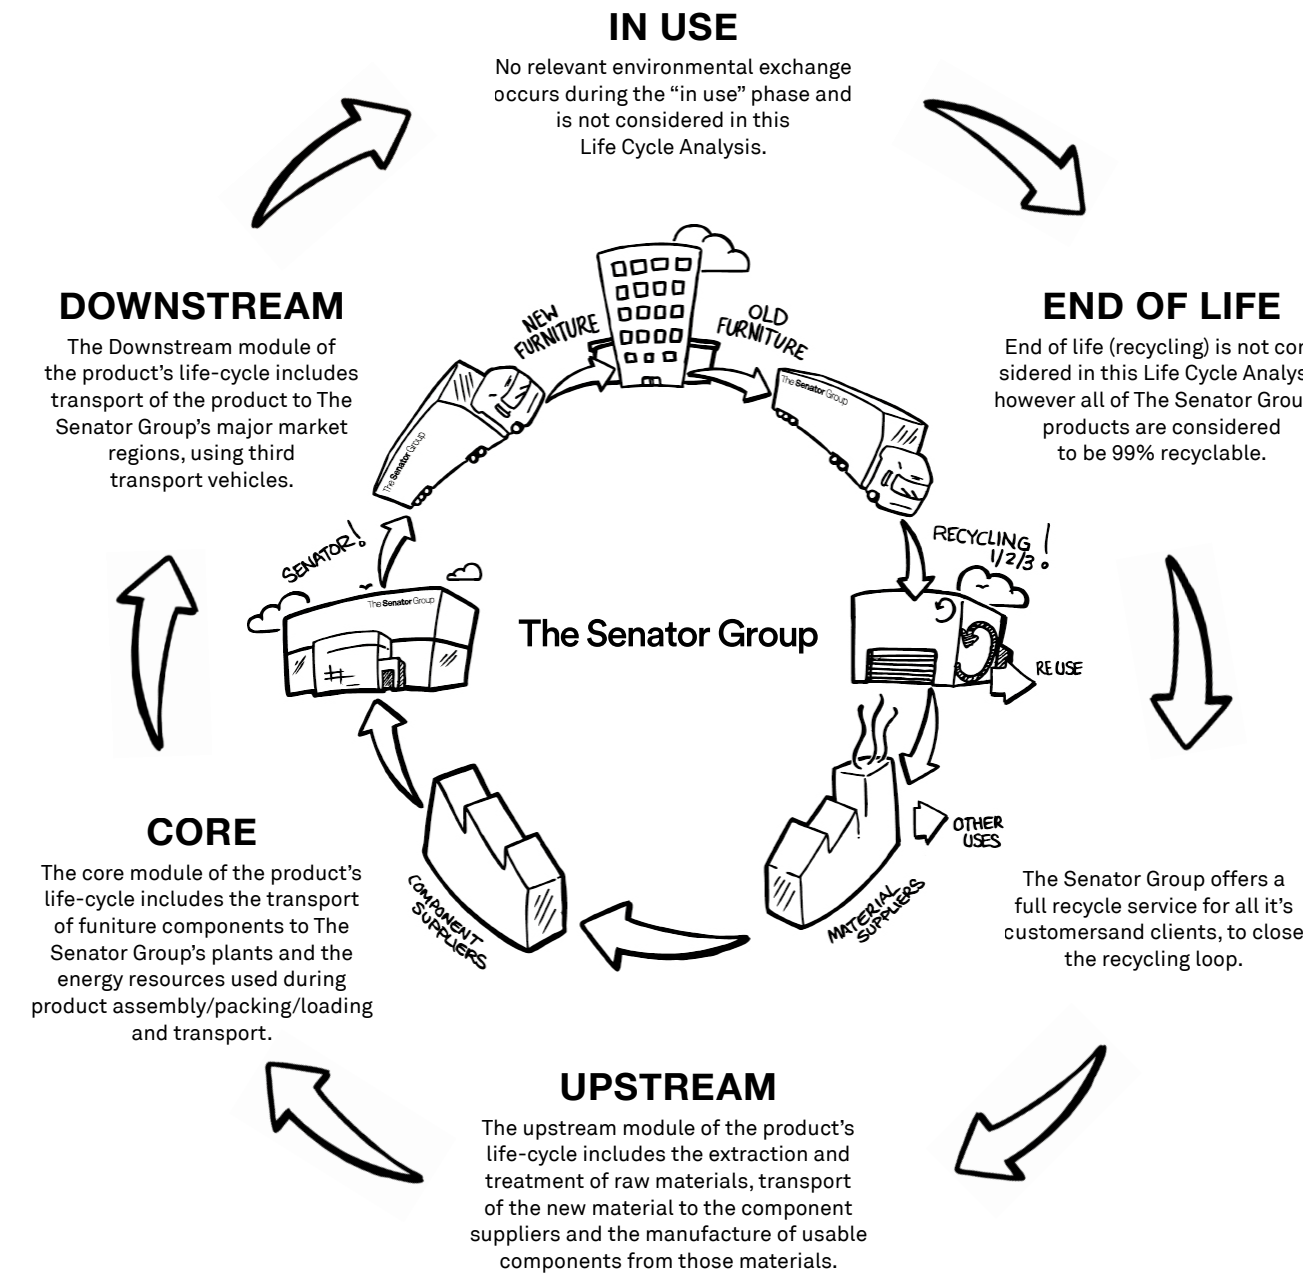 IN USE
No relevant environmental exchange
occurs during the “in use” phase and
is not considered in this
Life Cycle Analysis.
DOWNSTREAM
The Downstream module of
the product’s life-cycle includes
transport of the product to The
Senator Group’s major market
regions, using third
transport vehicles.
END OF LIFE
End of life (recycling) is not con
sidered in this Life Cycle Analys
however all of The Senator Grou
products are considered
to be 99% recyclable.
NEW
FURNITURE
OLD
FURNITURE
The Senator Group
The Senator Group
SENATOR!
The Senator Group
RECYCLING
1/2/3!
RE USE
The Senator Group
COMPONENT
SUPPLIERS
MATERIAL
SUPPLIERS
OTHER
USES
CORE
The core module of the product’s
life-cycle includes the transport
of funiture components to The
Senator Group’s plants and the
energy resources used during
product assembly/packing/loading
and transport.
The Senator Group offers a
full recycle service for all it’s
customersand clients, to close
the recycling loop.
UPSTREAM
The upstream module of the product’s
life-cycle includes the extraction and
treatment of raw materials, transport
of the new material to the component
suppliers and the manufacture of usable
components from those materials.